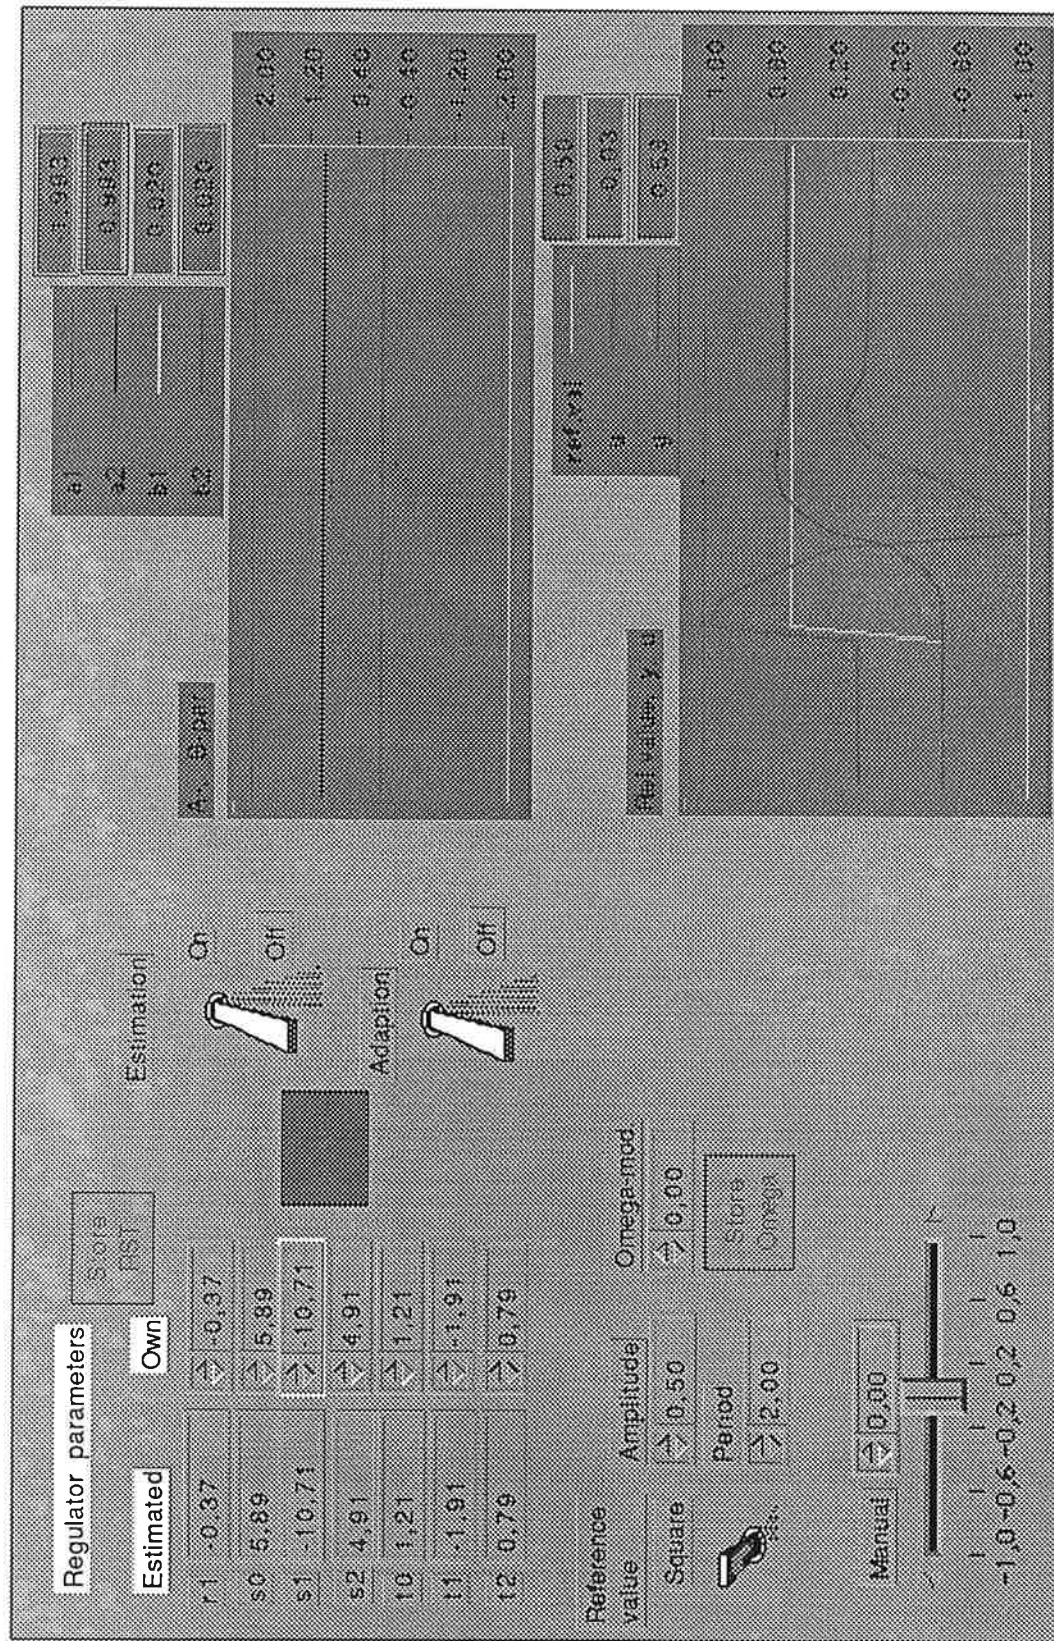 Regulator parameters
Store
RST
Estimated
Own
r1 -0,37 -0,37
s0 5,89 5,89
s1 -10,71 -10,71
s2 4,91 4,91
t0 1,21 1,21
t1 -1,91 -1,91
t2 0,79 0,79
Estimation
On
Off
Adaption
On
Off
Reference
value
Square
Amplitude
0,50
Period
2.00
Omega-mod.
0,00
Store
Omega
Manual
0,00
-1,0 -0,6 -0,2 0,2 0,6 1,0
a1 -1.993
a2 0.993
b1 0.020
b2 0.020
2.00
1.20
0.40
-0.40
-1.20
-2.00
ref.val 0.50
u -0.03
y 0.53
1.00
0.60
0.20
-0.20
-0.60
-1.00